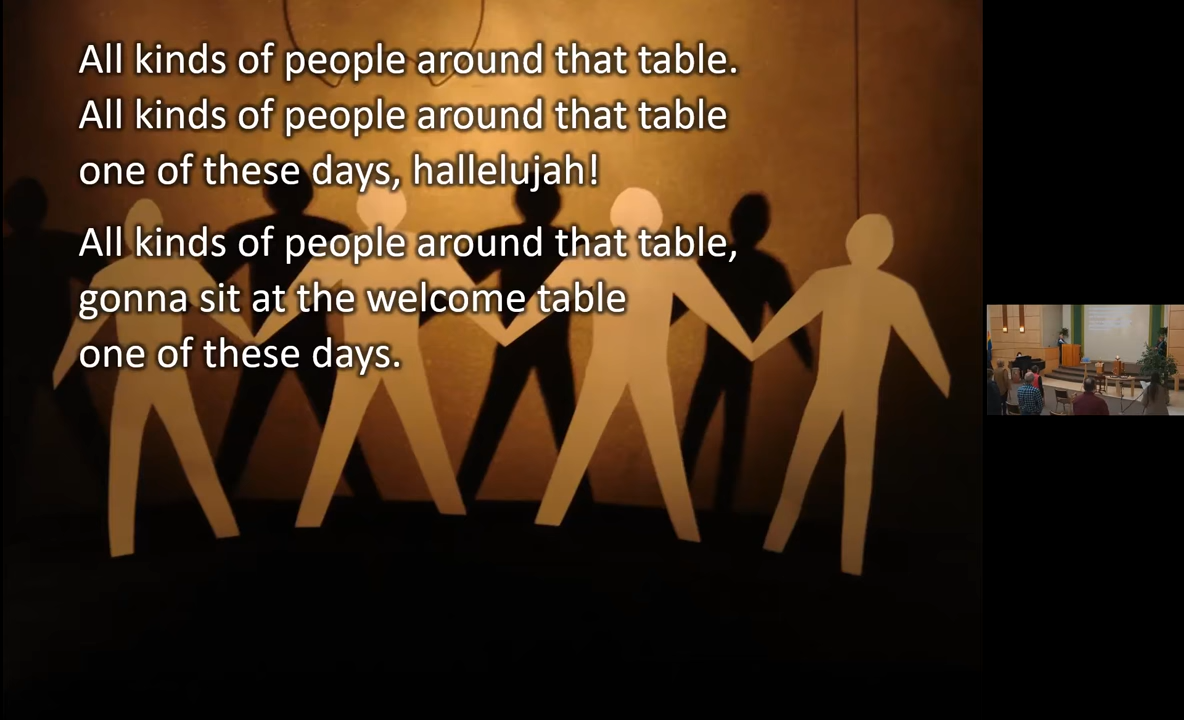 All kinds of people around that table.
All kinds of people around that table
one of these days, hallelujah!
All kinds of people around that table,
gonna sit at the welcome table
one of these days.